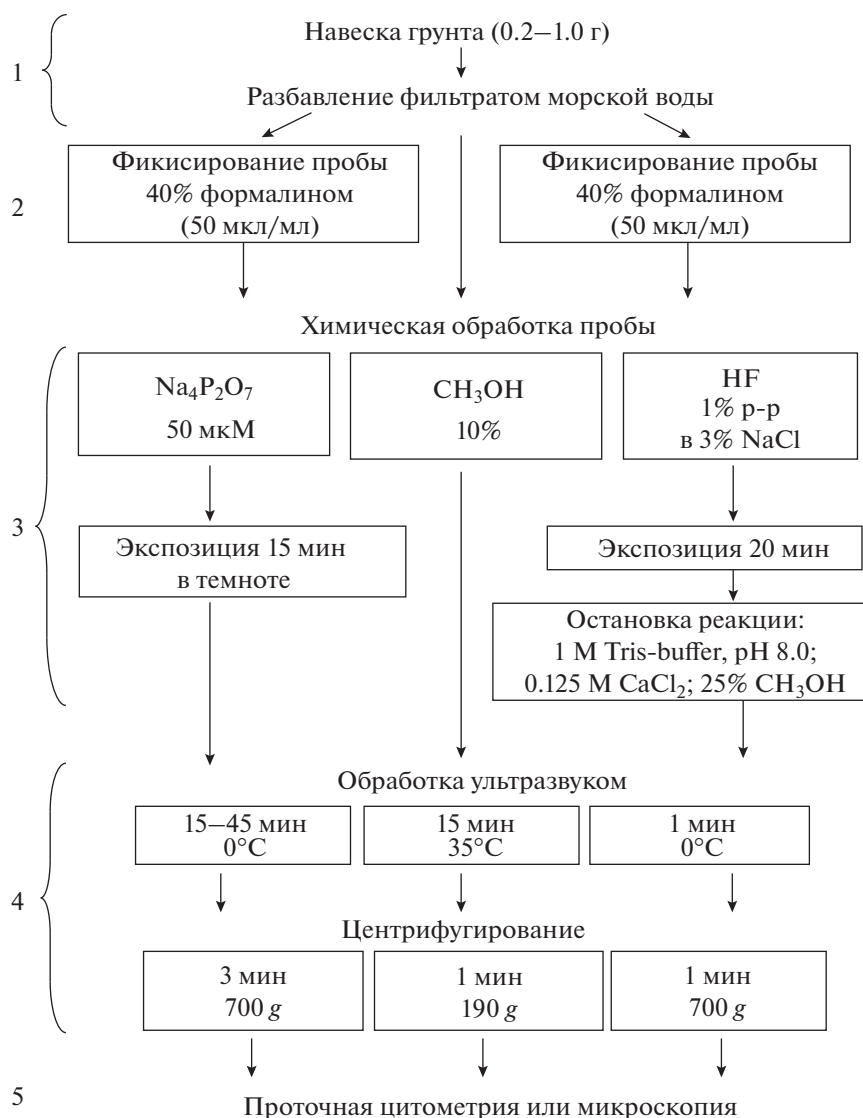 Навеска грунта (0.2–1.0 г)
1
Разбавление фильтратом морской воды
2
Фикисирование пробы
40% формалином
(50 мкл/мл)
Фикисирование пробы
40% формалином
(50 мкл/мл)
Химическая обработка пробы
3
Na₄P₂O₇
50 мкМ
CH₃OH
10%
HF
1% р-р
в 3% NaCl
Экспозиция 15 мин
в темноте
Экспозиция 20 мин
Остановка реакции:
1 M Tris-buffer, pH 8.0;
0.125 M CaCl₂; 25% CH₃OH
4
Обработка ультразвуком
15–45 мин
0°C
15 мин
35°C
1 мин
0°C
Центрифугирование
3 мин
700 g
1 мин
190 g
1 мин
700 g
5
Проточная цитометрия или микроскопия